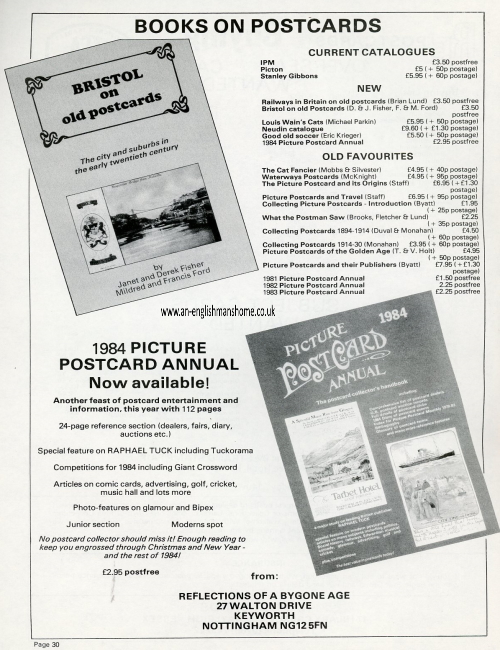 BOOKS ON POSTCARDS
BRISTOL
on
old postcards
The city and suburbs in
the early twentieth century
by
Janet and Derek Fisher
Mildred and Francis Ford
CURRENT CATALOGUES
IPM £3.50 postfree
Picton £5 (+ 50p postage)
Stanley Gibbons £5.95 (+ 60p postage)
NEW
Railways in Britain on old postcards (Brian Lund) £3.50 postfree
Bristol on old Postcards (D. & J. Fisher, F. & M. Ford) £3.50
postfree
Louis Wain's Cats (Michael Parkin) £5.95 (+ 50p postage)
Neudin catalogue £9.60 (+ £1.30 postage)
Good old soccer (Eric Krieger) £5.50 (+ 50p postage)
1984 Picture Postcard Annual £2.95 postfree
OLD FAVOURITES
The Cat Fancier (Mobbs & Silvester) £4.95 (+ 40p postage)
Waterways Postcards (McKnight) £4.95 (+ 95p postage)
The Picture Postcard and its Origins (Staff) £6.95 (+£1.30
postage)
Picture Postcards and Travel (Staff) £6.95 (+ 95p postage)
Collecting Picture Postcards - Introduction (Byatt) £1.95
(+ 25p postage)
What the Postman Saw (Brooks, Fletcher & Lund) £2.25
(+ 35p postage)
Collecting Postcards 1894-1914 (Duval & Monahan) £4.50
(+ 60p postage)
Collecting Postcards 1914-30 (Monahan) £3.95 (+ 60p postage)
Picture Postcards of the Golden Age (T. & V. Holt) £4.95
(+ 50p postage)
Picture Postcards and their Publishers (Byatt) £7.95 (+ £1.30
postage)
1981 Picture Postcard Annual £1.50 postfree
1982 Picture Postcard Annual 2.25 postfree
1983 Picture Postcard Annual £2.25 postfree
www.an-englishmanshome.co.uk
1984 PICTURE
POSTCARD ANNUAL
Now available!
Another feast of postcard entertainment and
information, this year with 112 pages
24-page reference section (dealers, fairs, diary,
auctions etc.)
Special feature on RAPHAEL TUCK including Tuckorama
Competitions for 1984 including Giant Crossword
Articles on comic cards, advertising, golf, cricket,
music hall and lots more
Photo-features on glamour and Bipex
Junior section Moderns spot
No postcard collector should miss it! Enough reading to
keep you engrossed through Christmas and New Year -
and the rest of 1984!
£2.95 postfree
PICTURE 1984
POSTCARD
ANNUAL
The postcard collector's handbook
Tarbet Hotel
RAPHAEL TUCK
from:
REFLECTIONS OF A BYGONE AGE
27 WALTON DRIVE
KEYWORTH
NOTTINGHAM NG12 5FN
Page 30